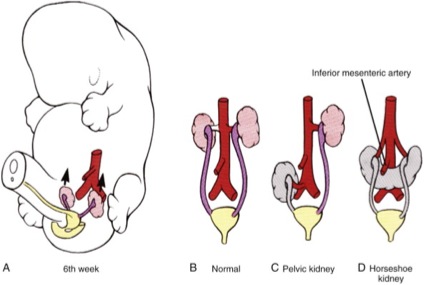 Inferior mesenteric artery
A
6th week
B
Normal
C
Pelvic kidney
D
Horseshoe
kidney